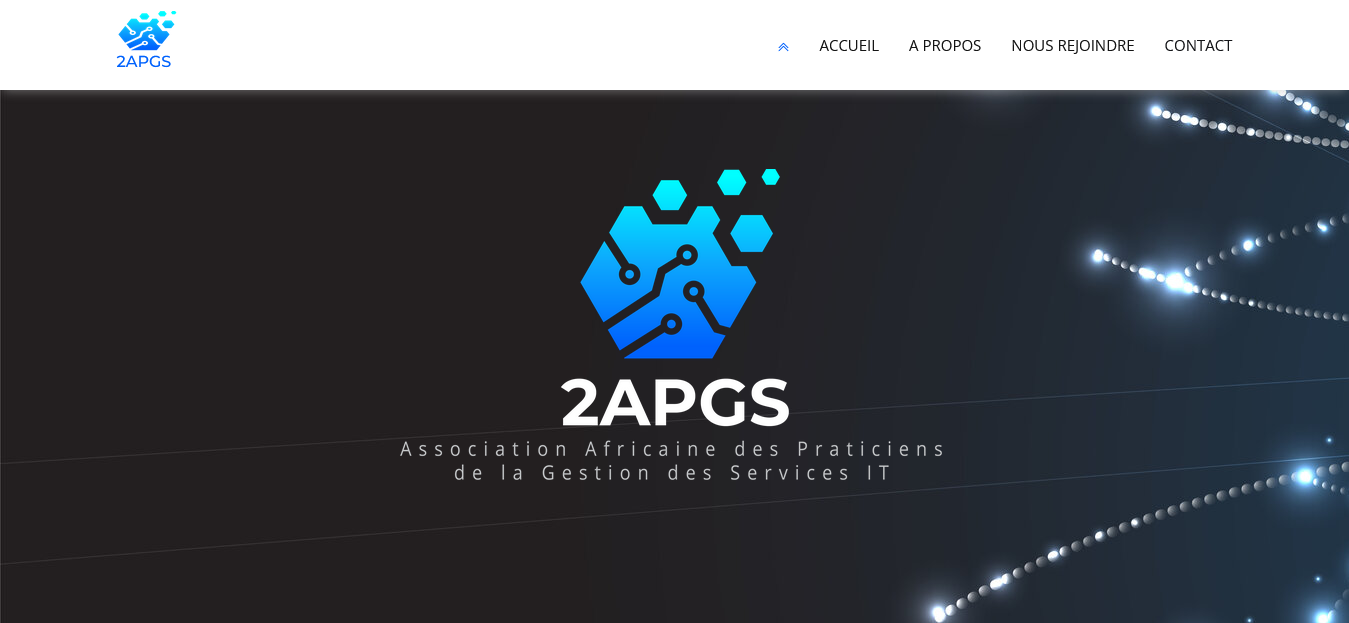 2APGS
ACCUEIL A PROPOS NOUS REJOINDRE CONTACT
2APGS
Association Africaine des Praticiens
de la Gestion des Services IT